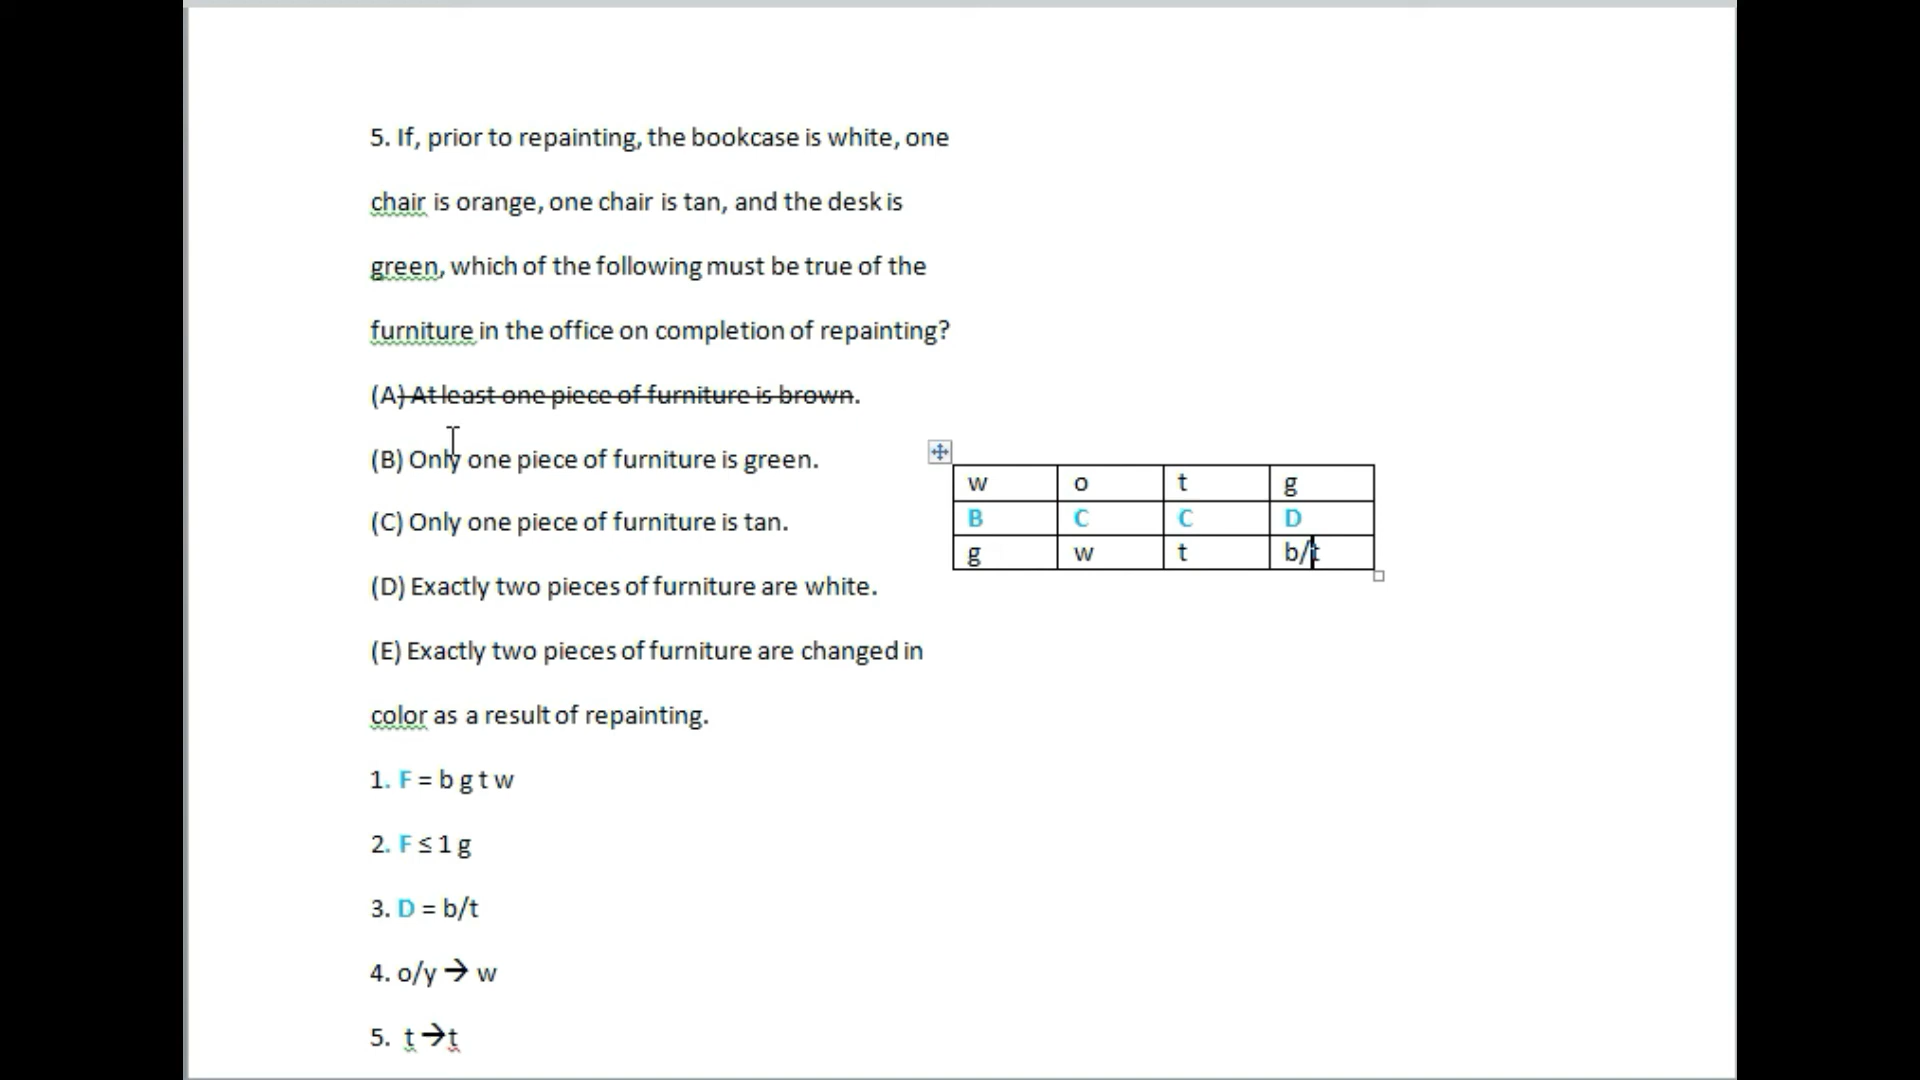 5. If, prior to repainting, the bookcase is white, one
chair is orange, one chair is tan, and the desk is
green, which of the following must be true of the
furniture in the office on completion of repainting?
(A) At least one piece of furniture is brown.
(B) Only one piece of furniture is green.
(C) Only one piece of furniture is tan.
(D) Exactly two pieces of furniture are white.
(E) Exactly two pieces of furniture are changed in
color as a result of repainting.
w o t g
B C C D
g w t b/t
1. F = b g t w
2. F ≤ 1 g
3. D = b/t
4. o/y → w
5. t → t